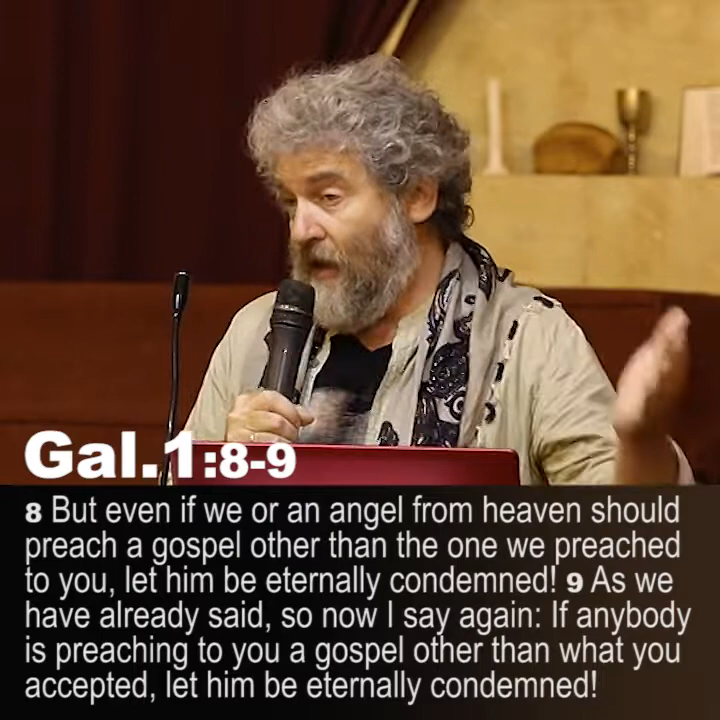 Gal.1:8-9
8 But even if we or an angel from heaven should
preach a gospel other than the one we preached
to you, let him be eternally condemned! 9 As we
have already said, so now I say again: If anybody
is preaching to you a gospel other than what you
accepted, let him be eternally condemned!